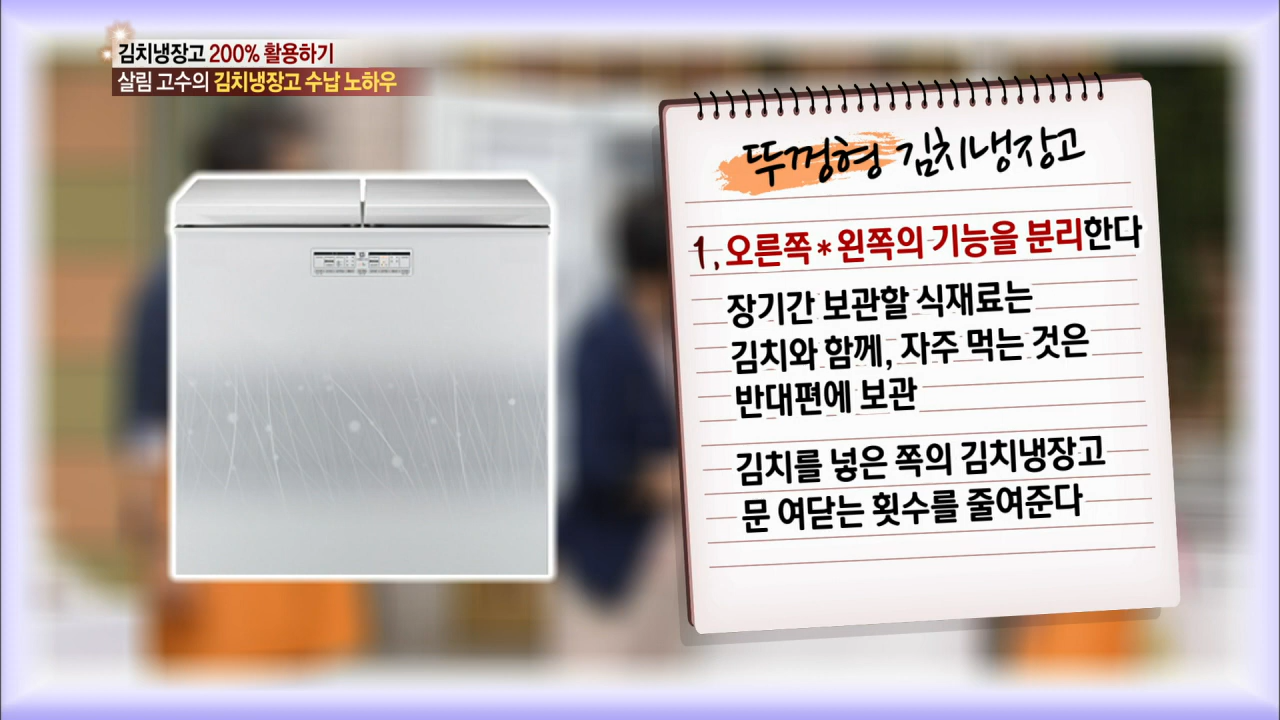 김치냉장고 200% 활용하기
살림 고수의 김치냉장고 수납 노하우
뚜껑형 김치냉장고
1. 오른쪽*왼쪽의 기능을 분리한다
장기간 보관할 식재료는
김치와 함께, 자주 먹는 것은
반대편에 보관
김치를 넣은 쪽의 김치냉장고
문 여닫는 횟수를 줄여준다